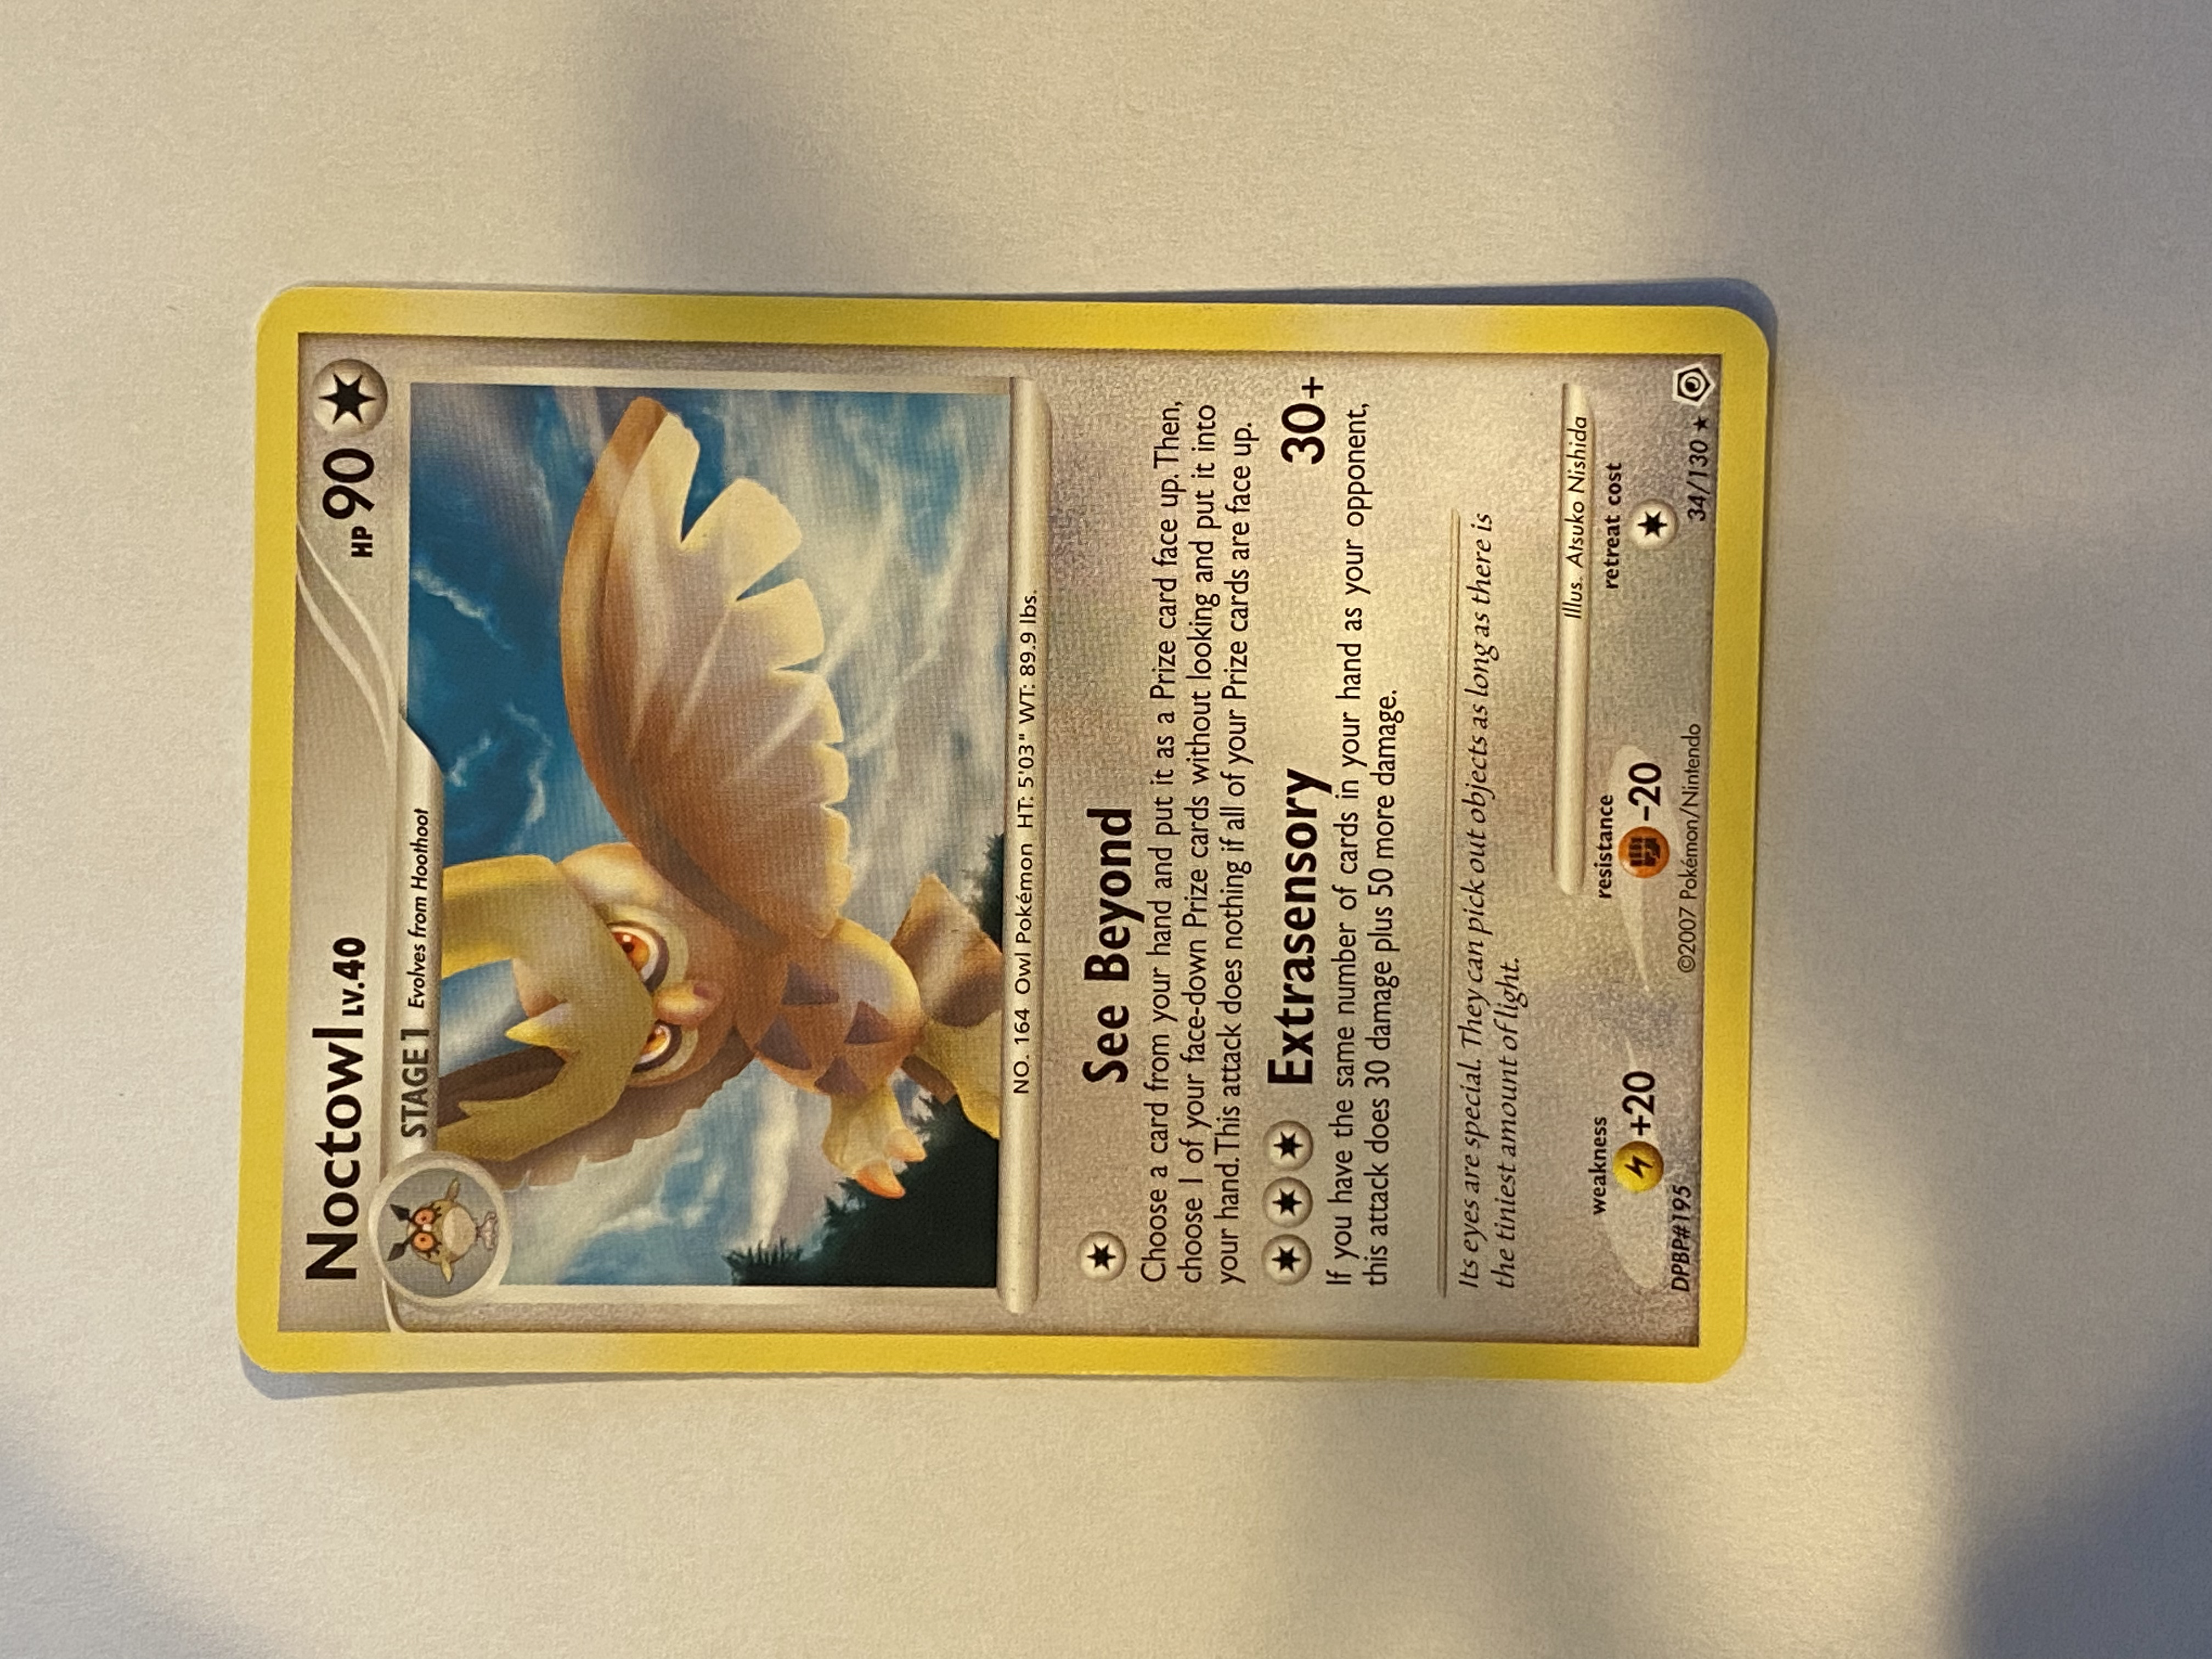 Noctowl LV.40 HP 90
STAGE 1 Evolves from Hoothoot
NO. 164 Owl Pokémon HT: 5'03" WT: 89.9 lbs.
See Beyond
Choose a card from your hand and put it as a Prize card face up. Then,
choose 1 of your face-down Prize cards without looking and put it into
your hand. This attack does nothing if all of your Prize cards are face up.
Extrasensory 30+
If you have the same number of cards in your hand as your opponent,
this attack does 30 damage plus 50 more damage.
Its eyes are special. They can pick out objects as long as there is
the tiniest amount of light.
Illus. Atsuko Nishida
weakness resistance retreat cost
+20 -20
DPBP#195 ©2007 Pokémon/Nintendo 34/130 ★